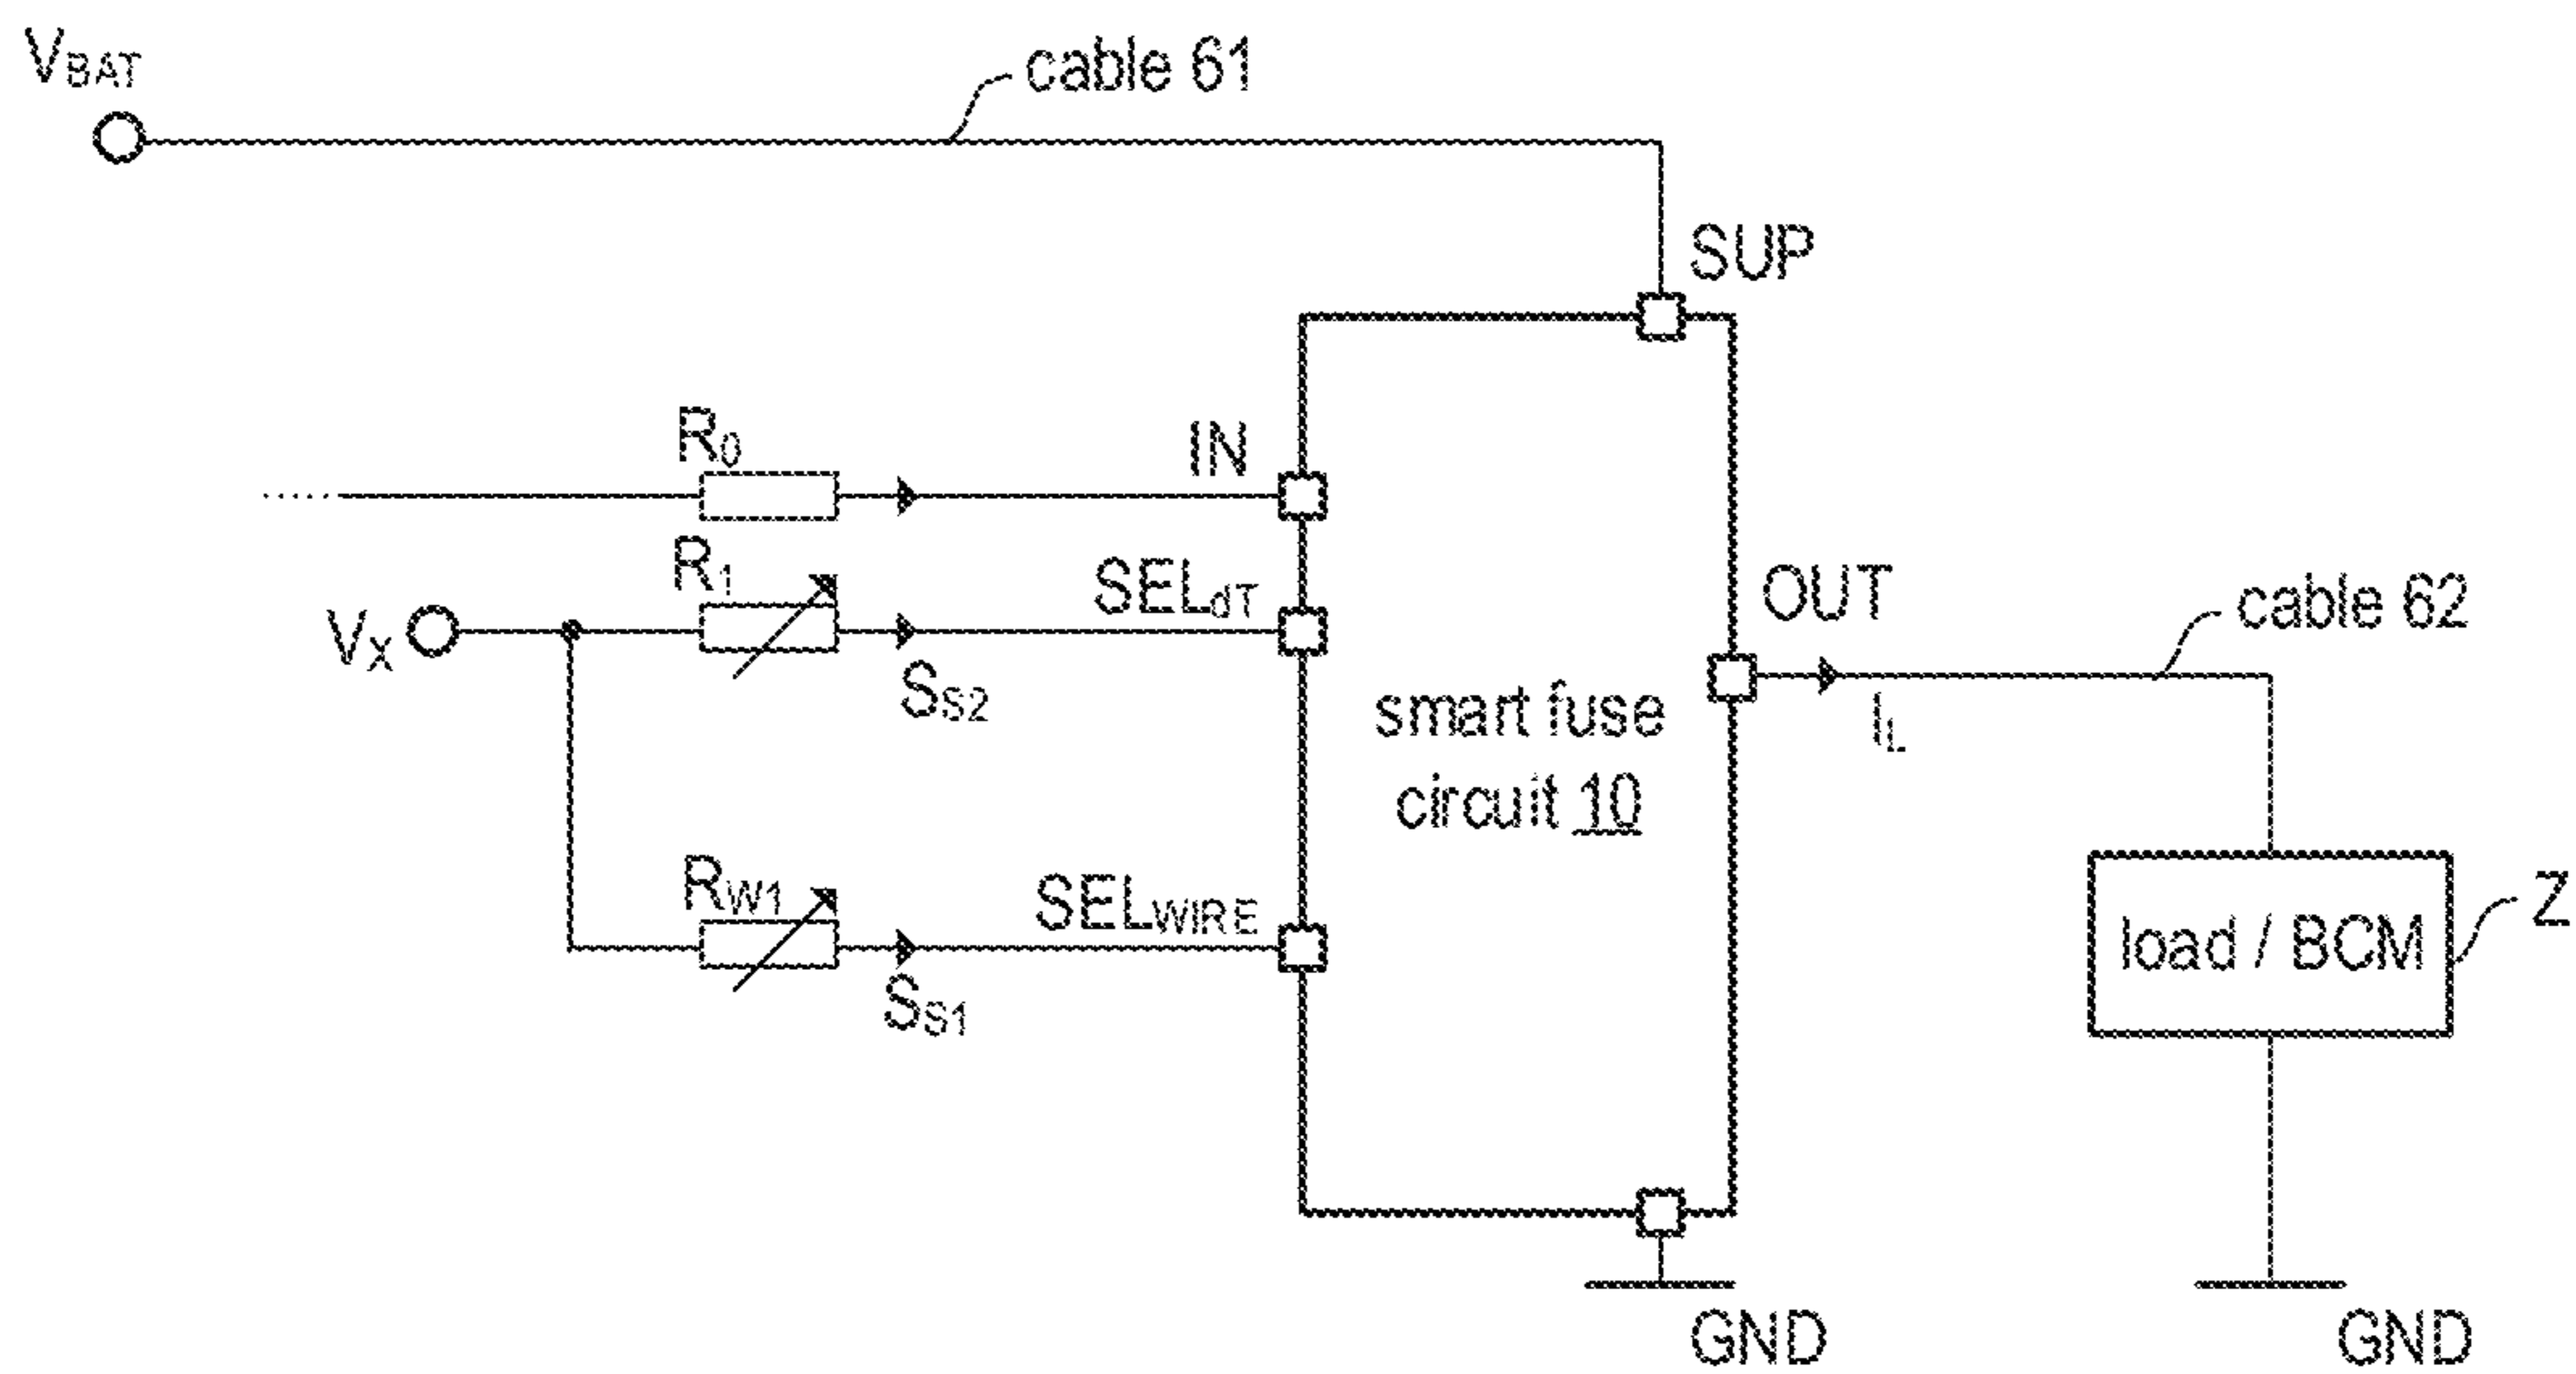 VBAT
cable 61
SUP
R0
IN
R1
SELdT
VX
SS2
OUT
cable 62
IL
smart fuse
circuit 10
RW1
SELWIRE
SS1
load / BCM
Z
GND
GND